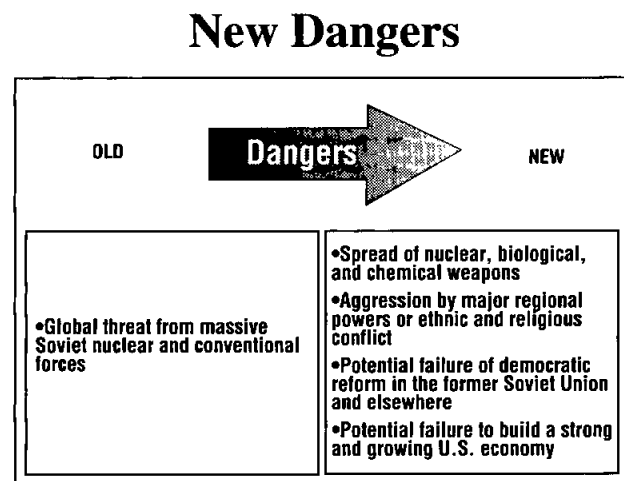 New Dangers
OLD
Dangers
NEW
•Global threat from massive
Soviet nuclear and conventional
forces
•Spread of nuclear, biological,
and chemical weapons
•Aggression by major regional
powers or ethnic and religious
conflict
•Potential failure of democratic
reform in the former Soviet Union
and elsewhere
•Potential failure to build a strong
and growing U.S. economy